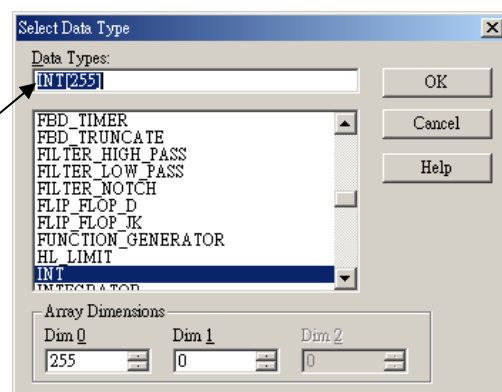 Select Data Type
Data Types:
INT[255]
OK
FBD_TIMER
FBD_TRUNCATE
FILTER_HIGH_PASS
FILTER_LOW_PASS
FILTER_NOTCH
FLIP_FLOP_D
FLIP_FLOP_JK
FUNCTION_GENERATOR
HL_LIMIT
INT
INTEGRATOR
Cancel
Help
Array Dimensions
Dim 0 Dim 1 Dim 2
255 0 0